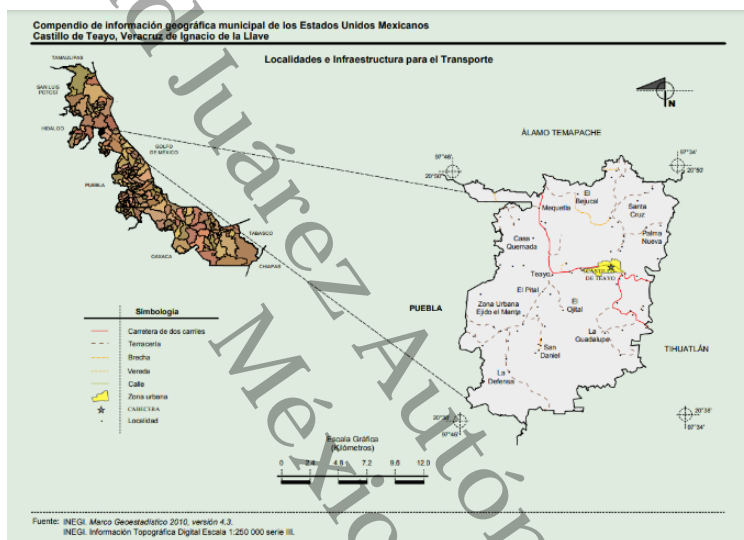 Compendio de información geográfica municipal de los Estados Unidos Mexicanos
Castillo de Teayo, Veracruz de Ignacio de la Llave
Localidades e Infraestructura para el Transporte
TAMAULIPAS
SAN LUIS
POTOSÍ
HIDALGO
GOLFO
DE MÉXICO
PUEBLA
TABASCO
OAXACA
CHIAPAS
N
ÁLAMO TEMAPACHE
97°46'
20°50'
97°34'
20°50'
Mequetla
El
Bejucal
Santa
Cruz
Palma
Nueva
Casa
Quemada
Teayo
CASTILLO
DE TEAYO
El Pital
PUEBLA
Zona Urbana
Ejido el Mante
El
Ojital
La
Guadalupe
San
Daniel
TIHUATLÁN
La
Defensa
20°38'
97°46'
20°38'
97°34'
Simbología
Carretera de dos carriles
Terracería
Brecha
Vereda
Calle
Zona urbana
CABECERA
Localidad
Escala Gráfica
(Kilómetros)
0 2.4 4.8 7.2 9.6 12.0
Fuente: INEGI. Marco Geoestadístico 2010, versión 4.3.
INEGI. Información Topográfica Digital Escala 1:250 000 serie III.
Juárez Autón
México